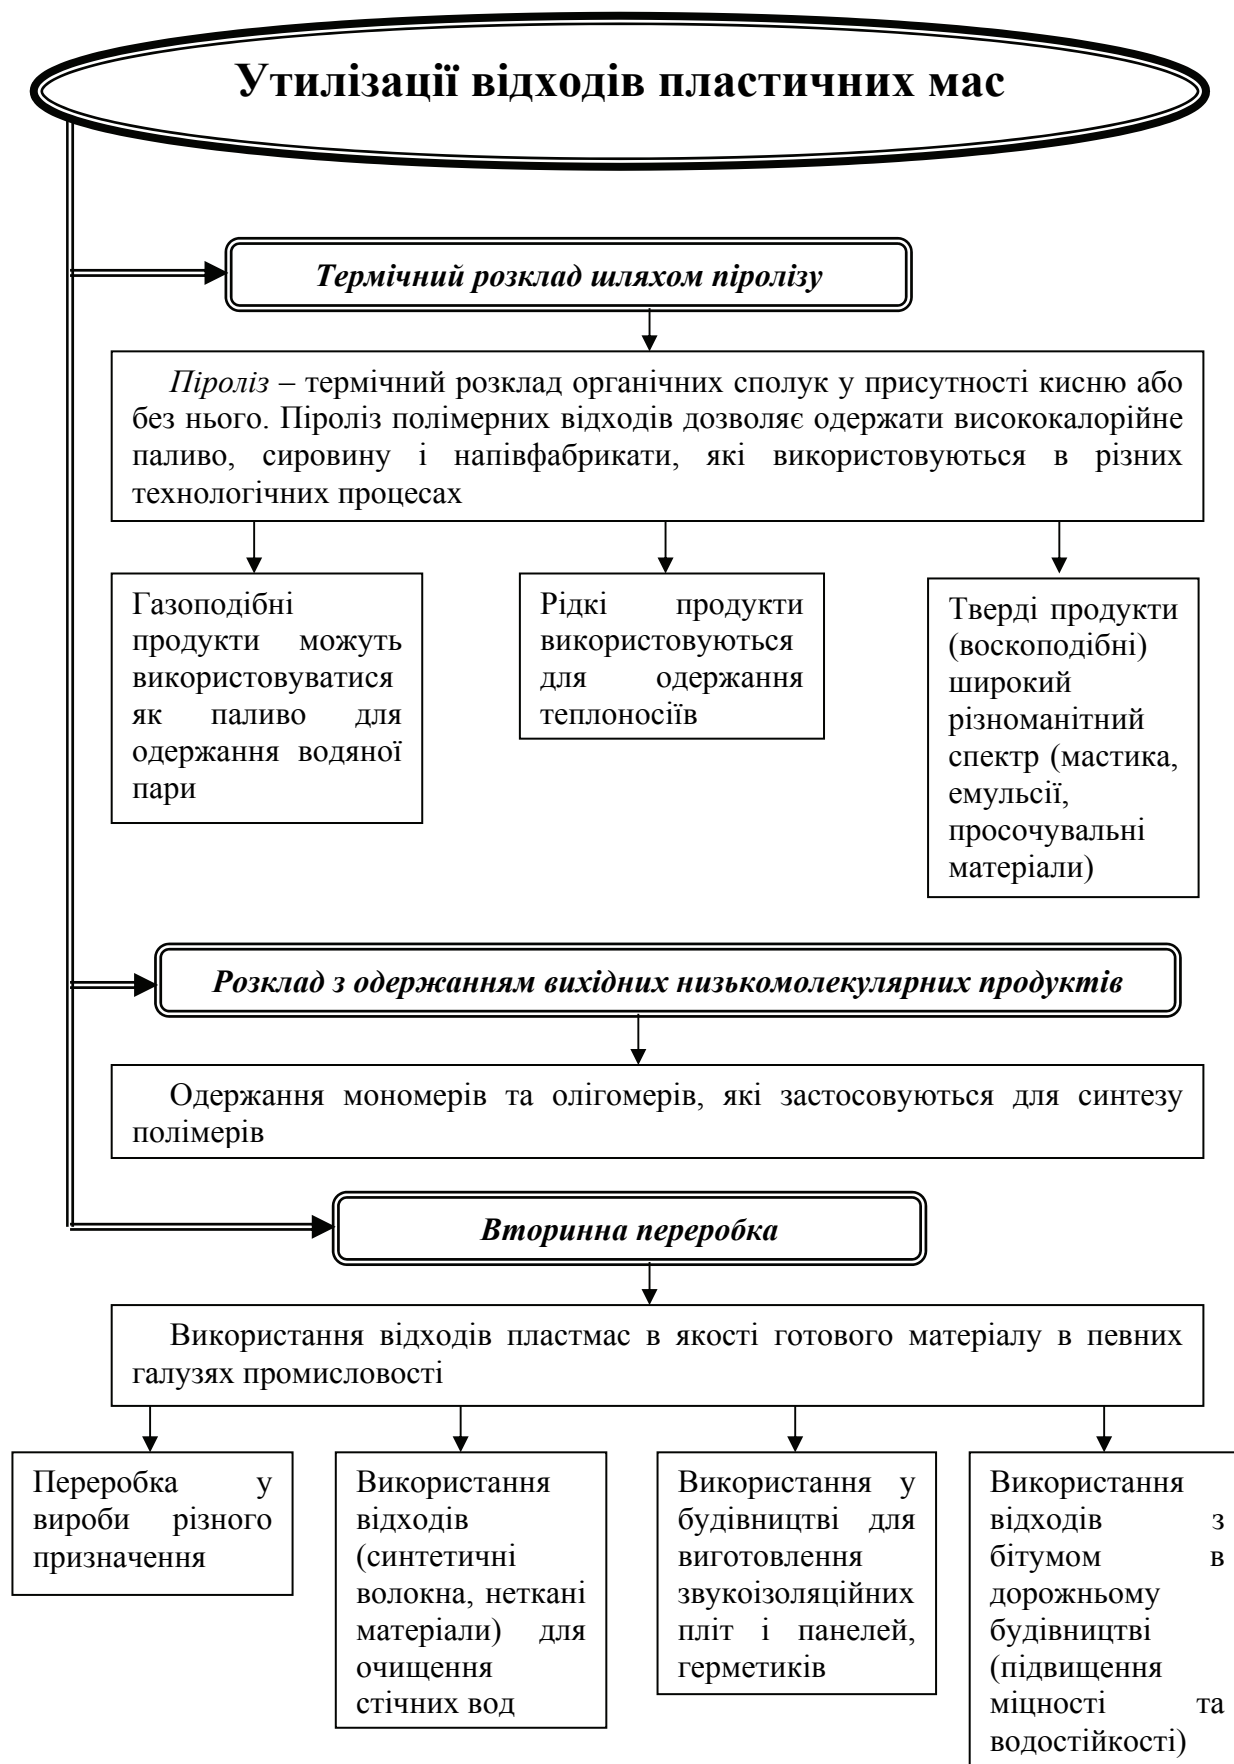 Утилізації відходів пластичних мас
Термічний розклад шляхом піролізу
Піроліз – термічний розклад органічних сполук у присутності кисню або
без нього. Піроліз полімерних відходів дозволяє одержати висококалорійне
паливо, сировину і напівфабрикати, які використовуються в різних
технологічних процесах
Газоподібні
продукти можуть
використовуватися
як паливо для
одержання водяної
пари
Рідкі продукти
використовуються
для одержання
теплоносіїв
Тверді продукти
(воскоподібні)
широкий
різноманітний
спектр (мастика,
емульсії,
просочувальні
матеріали)
Розклад з одержанням вихідних низькомолекулярних продуктів
Одержання мономерів та олігомерів, які застосовуються для синтезу
полімерів
Вторинна переробка
Використання відходів пластмас в якості готового матеріалу в певних
галузях промисловості
Переробка у
вироби різного
призначення
Використання
відходів
(синтетичні
волокна, неткані
матеріали) для
очищення
стічних вод
Використання у
будівництві для
виготовлення
звукоізоляційних
пліт і панелей,
герметиків
Використання
відходів з
бітумом в
дорожньому
будівництві
(підвищення
міцності та
водостійкості)